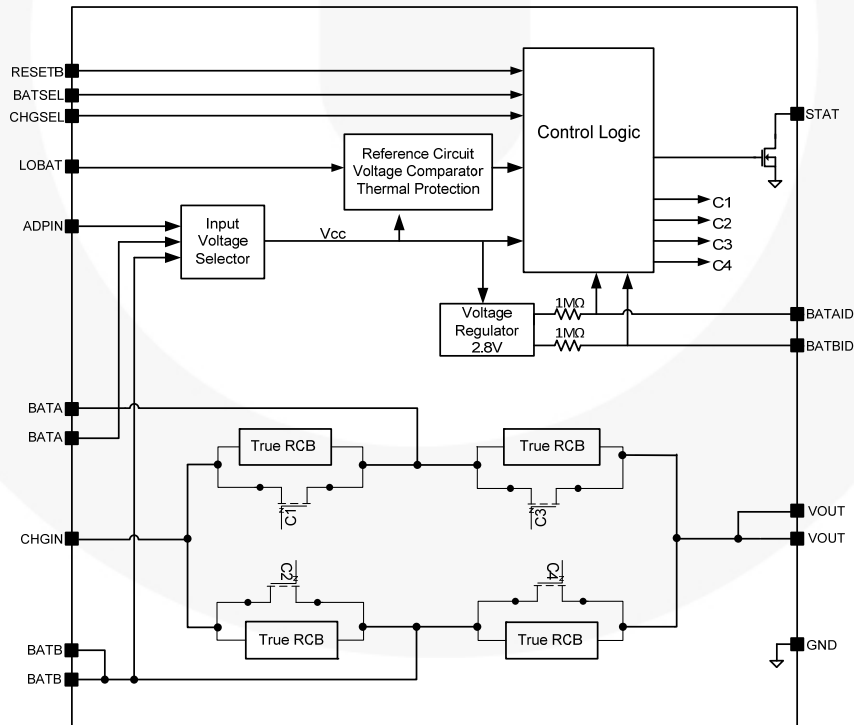 RESETB
BATSEL
CHGSEL
LOBAT
ADPIN
Input
Voltage
Selector
Reference Circuit
Voltage Comparator
Thermal Protection
Vcc
Control Logic
STAT
C1
C2
C3
C4
Voltage
Regulator
2.8V
1MΩ
1MΩ
BATAID
BATBID
BATA
BATA
True RCB
C1
True RCB
C3
CHGIN
VOUT
VOUT
C2
True RCB
C4
True RCB
BATB
BATB
GND